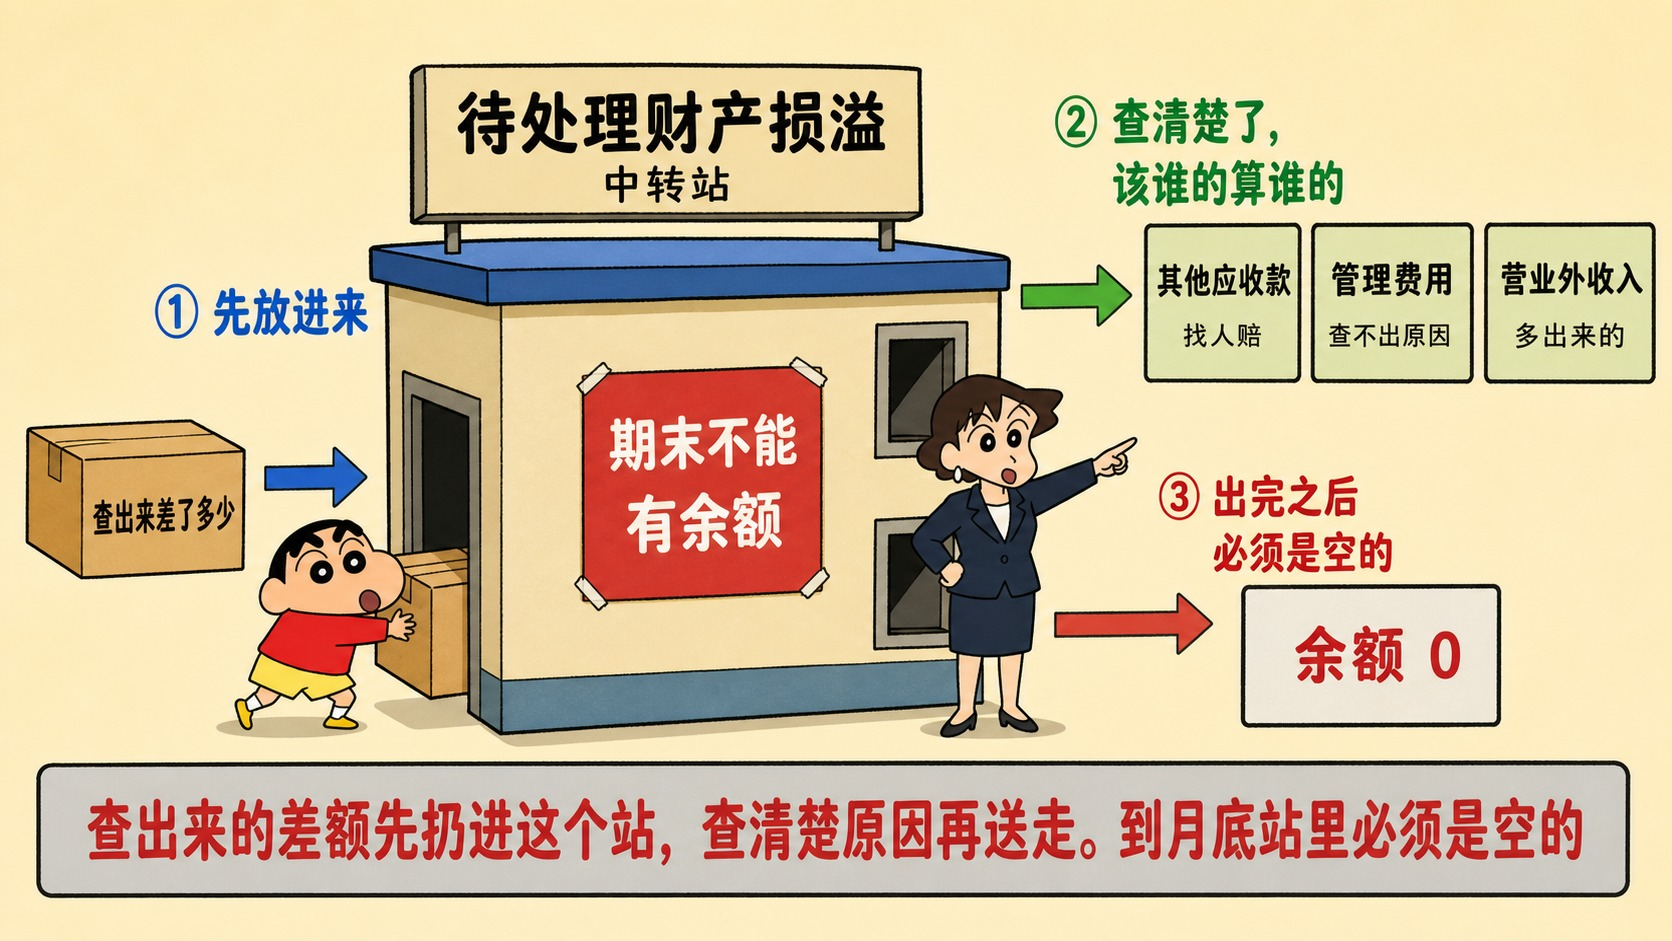 待处理财产损溢
中转站
① 先放进来
查出来差了多少
期末不能
有余额
② 查清楚了，
该谁的算谁的
其他应收款
找人赔
管理费用
查不出原因
营业外收入
多出来的
③ 出完之后
必须是空的
余额 0
查出来的差额先扔进这个站，查清楚原因再送走。到月底站里必须是空的